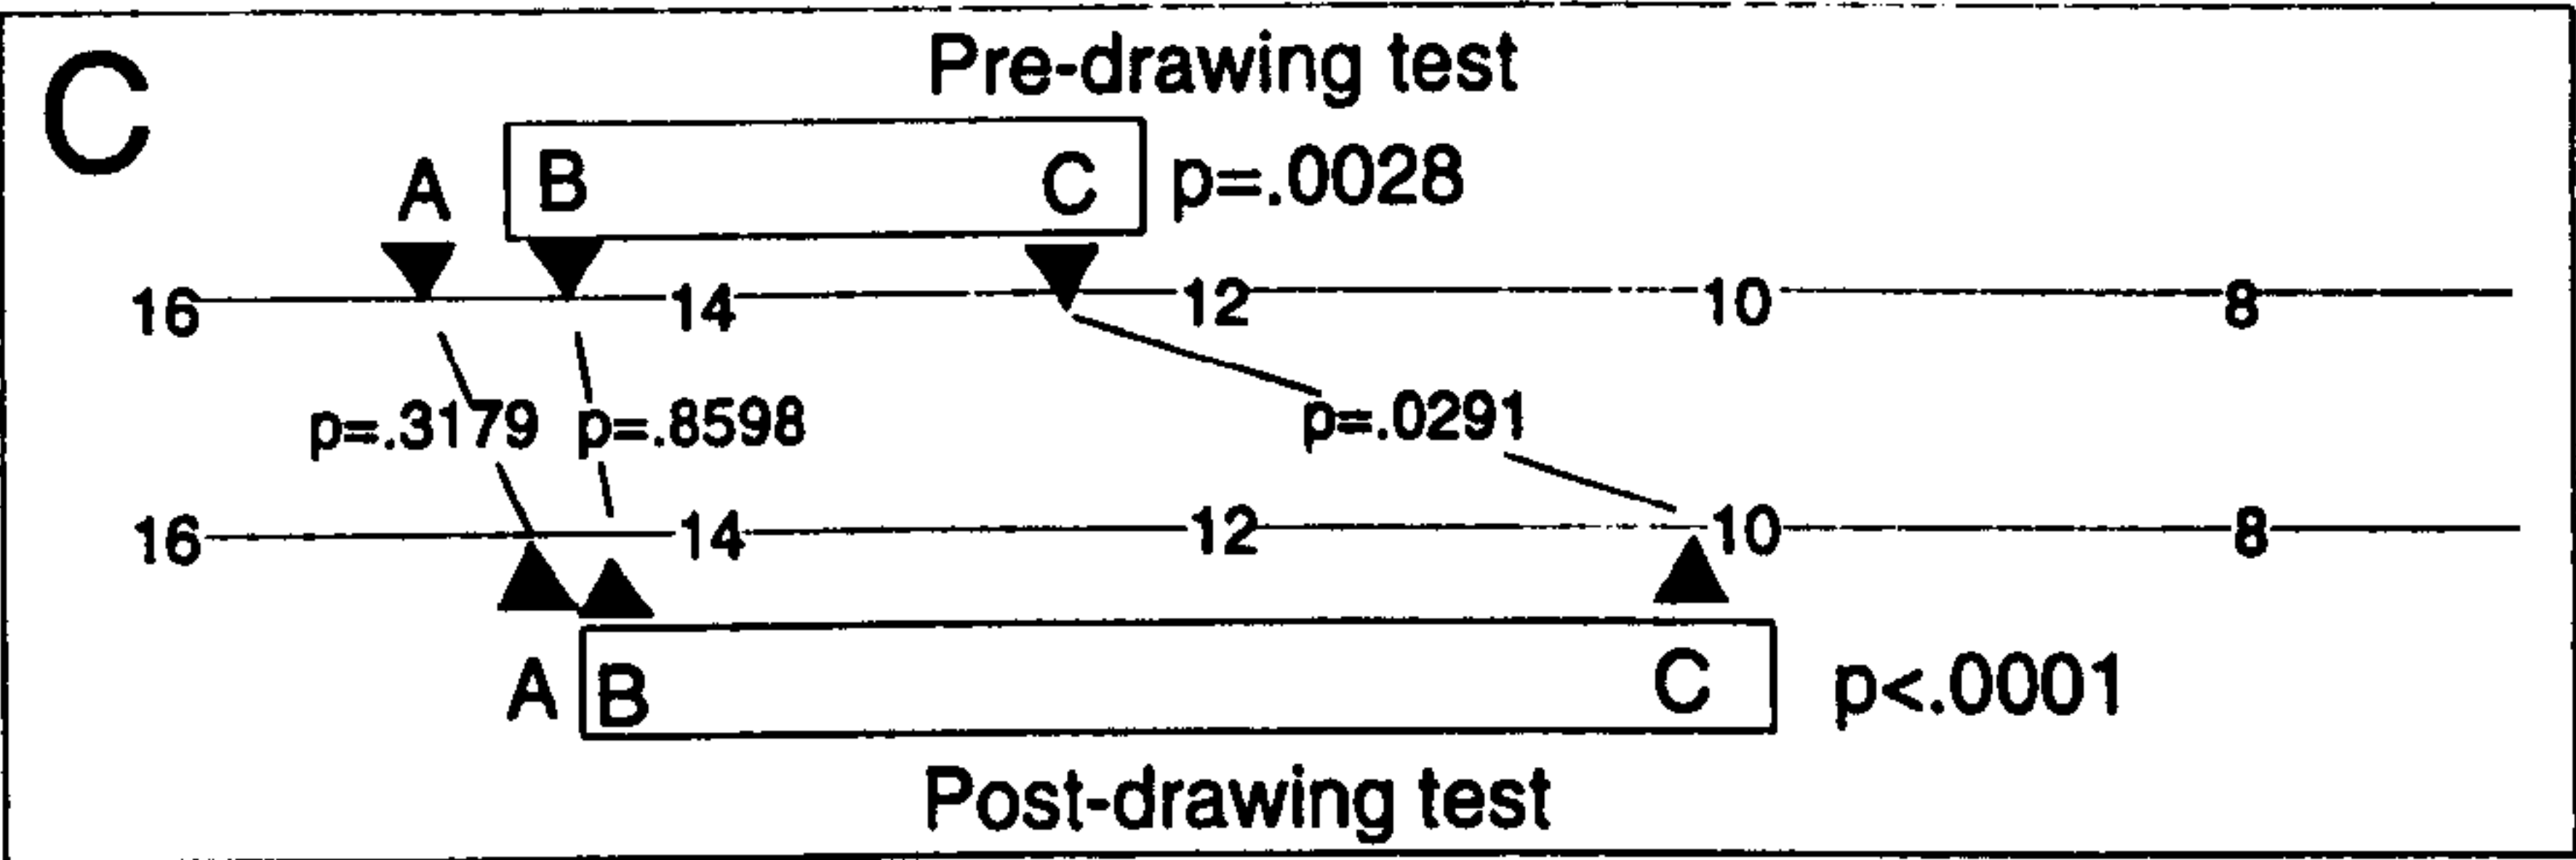 C
Pre-drawing test
A B C p=.0028
16 14 12 10 8
p=.3179 p=.8598 p=.0291
16 14 12 10 8
A B C p<.0001
Post-drawing test